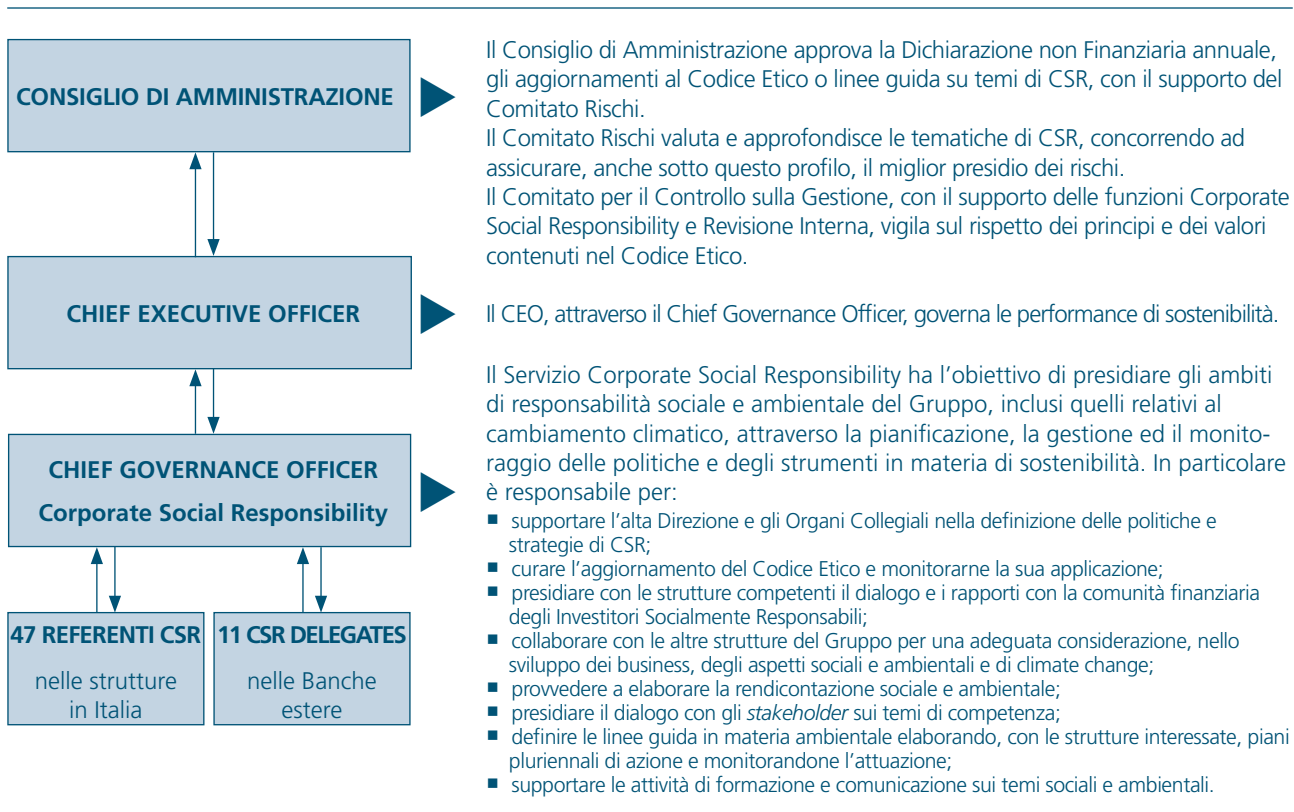 CONSIGLIO DI AMMINISTRAZIONE
Il Consiglio di Amministrazione approva la Dichiarazione non Finanziaria annuale,
gli aggiornamenti al Codice Etico o linee guida su temi di CSR, con il supporto del
Comitato Rischi.
Il Comitato Rischi valuta e approfondisce le tematiche di CSR, concorrendo ad
assicurare, anche sotto questo profilo, il miglior presidio dei rischi.
Il Comitato per il Controllo sulla Gestione, con il supporto delle funzioni Corporate
Social Responsibility e Revisione Interna, vigila sul rispetto dei principi e dei valori
contenuti nel Codice Etico.
CHIEF EXECUTIVE OFFICER
Il CEO, attraverso il Chief Governance Officer, governa le performance di sostenibilità.
CHIEF GOVERNANCE OFFICER
Corporate Social Responsibility
Il Servizio Corporate Social Responsibility ha l'obiettivo di presidiare gli ambiti
di responsabilità sociale e ambientale del Gruppo, inclusi quelli relativi al
cambiamento climatico, attraverso la pianificazione, la gestione ed il monito-
raggio delle politiche e degli strumenti in materia di sostenibilità. In particolare
è responsabile per:
■ supportare l'alta Direzione e gli Organi Collegiali nella definizione delle politiche e
strategie di CSR;
■ curare l'aggiornamento del Codice Etico e monitorarne la sua applicazione;
■ presidiare con le strutture competenti il dialogo e i rapporti con la comunità finanziaria
degli Investitori Socialmente Responsabili;
■ collaborare con le altre strutture del Gruppo per una adeguata considerazione, nello
sviluppo dei business, degli aspetti sociali e ambientali e di climate change;
■ provvedere a elaborare la rendicontazione sociale e ambientale;
■ presidiare il dialogo con gli stakeholder sui temi di competenza;
■ definire le linee guida in materia ambientale elaborando, con le strutture interessate, piani
pluriennali di azione e monitorandone l'attuazione;
■ supportare le attività di formazione e comunicazione sui temi sociali e ambientali.
47 REFERENTI CSR
nelle strutture
in Italia
11 CSR DELEGATES
nelle Banche
estere